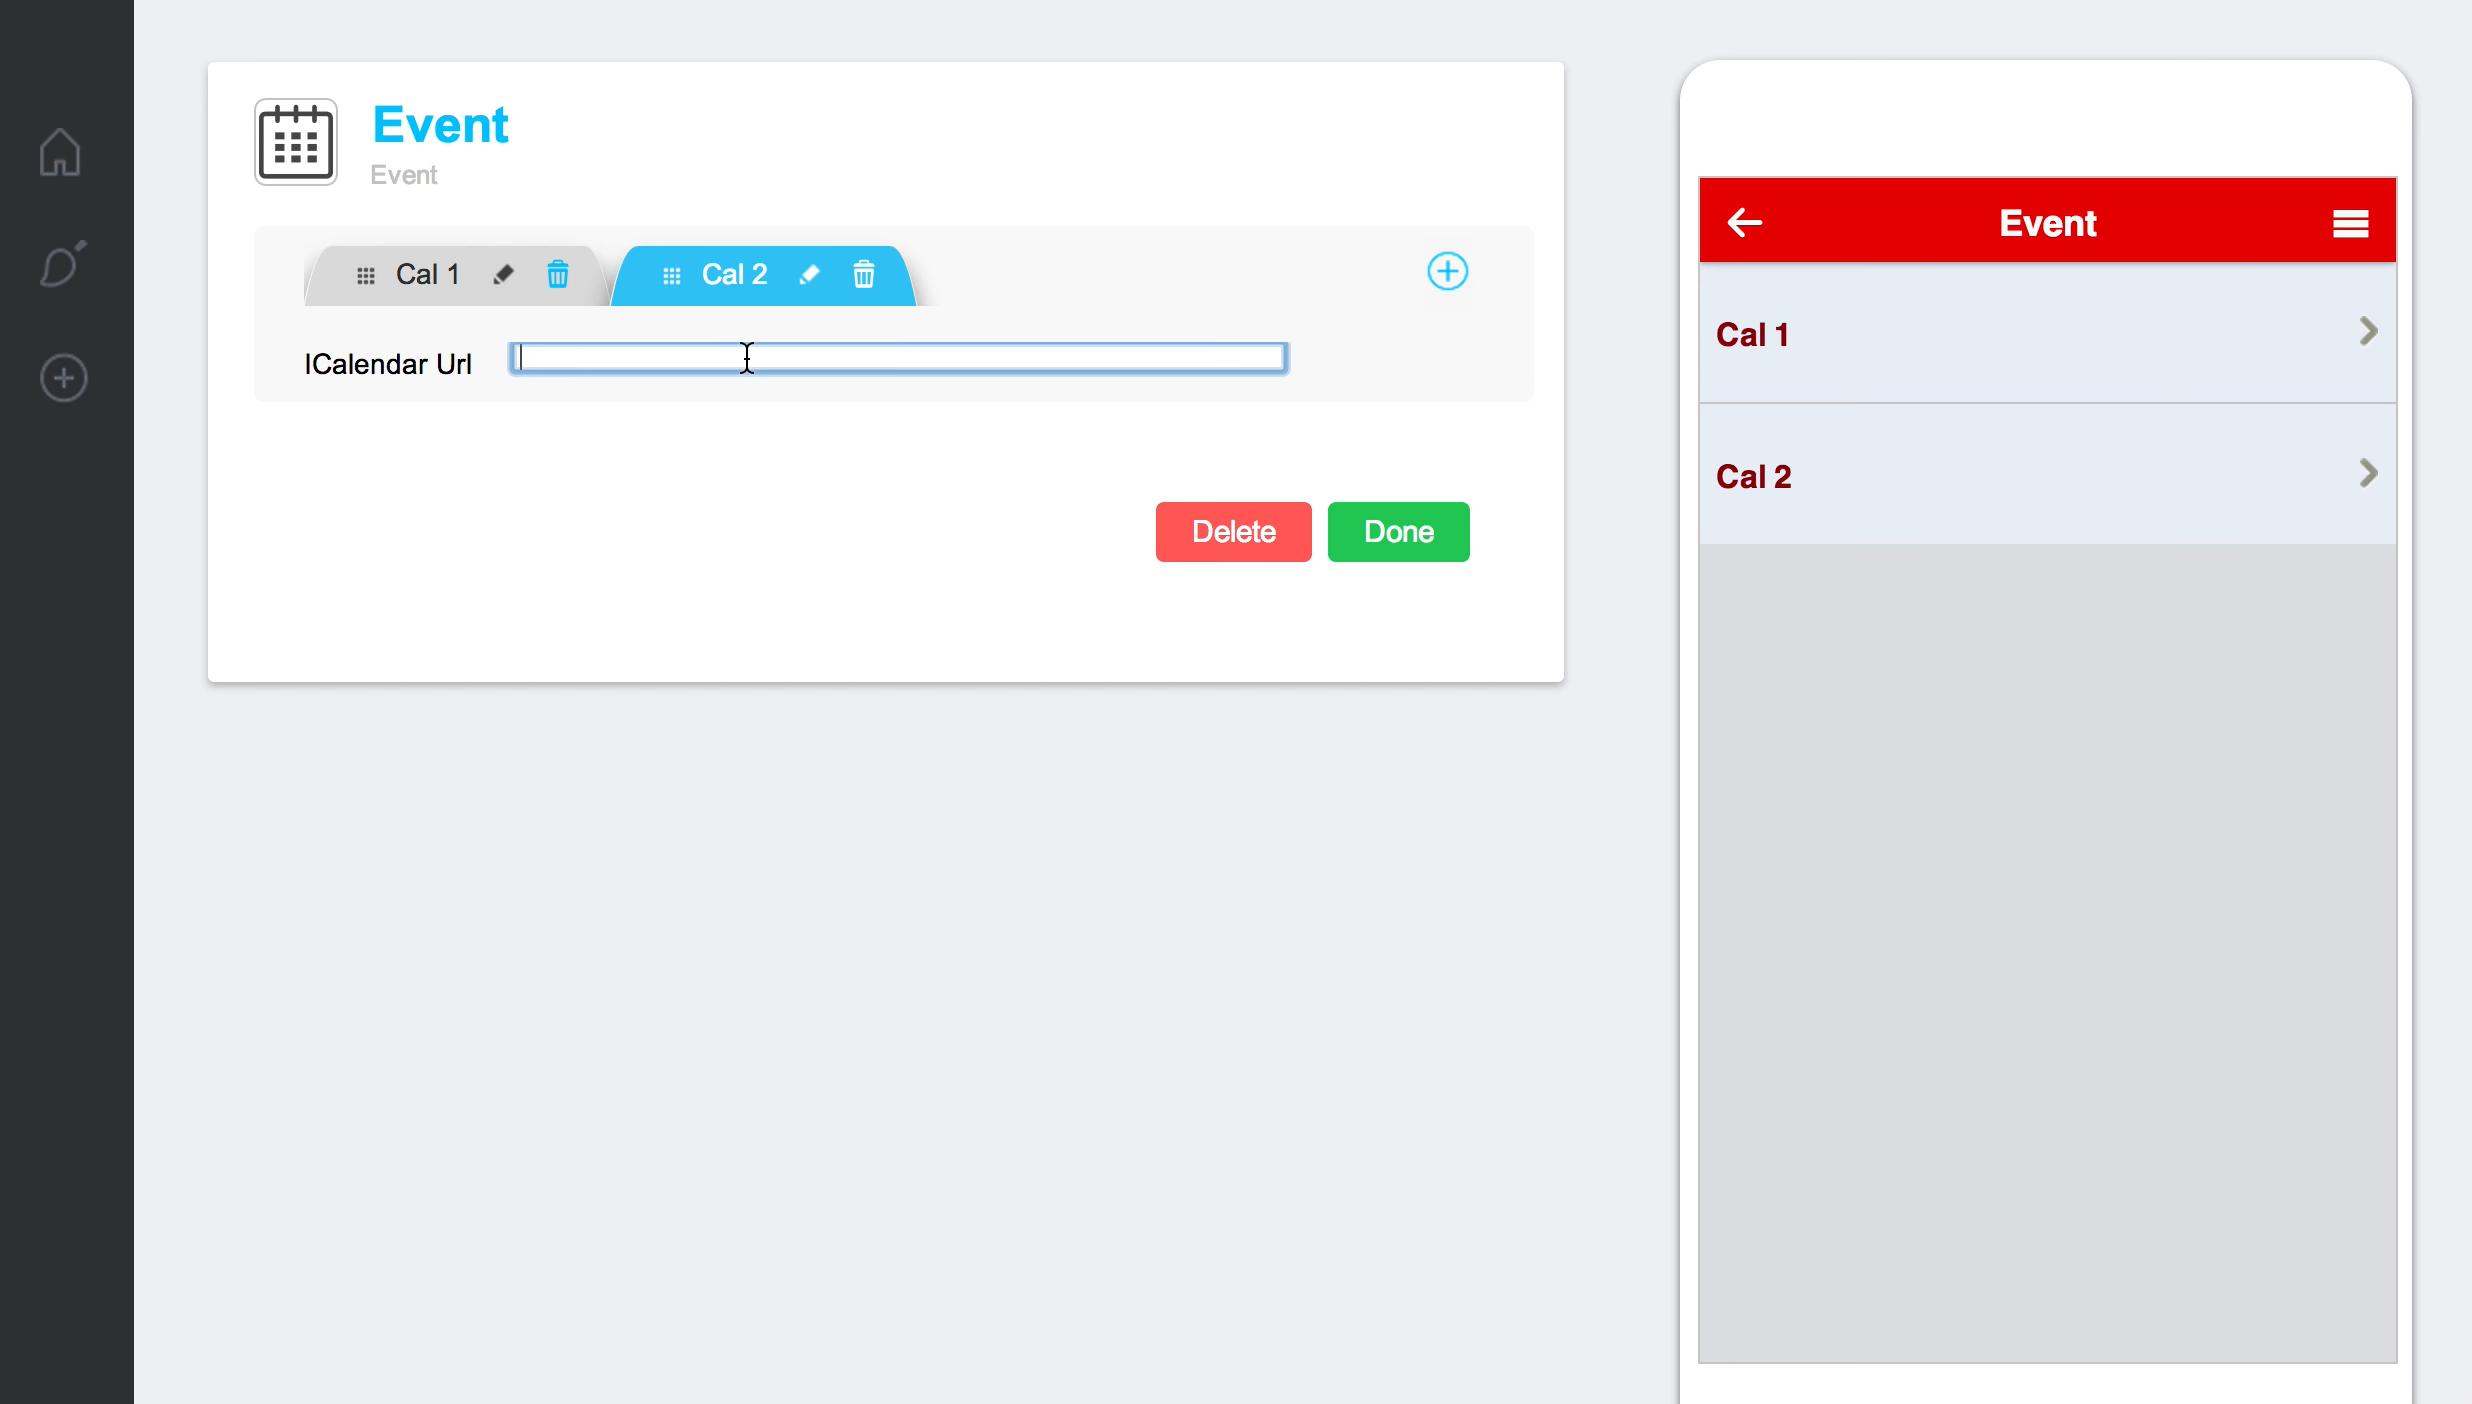 Event
Event
Cal 1
Cal 2
ICalendar Url
Delete
Done
Event
Cal 1
Cal 2